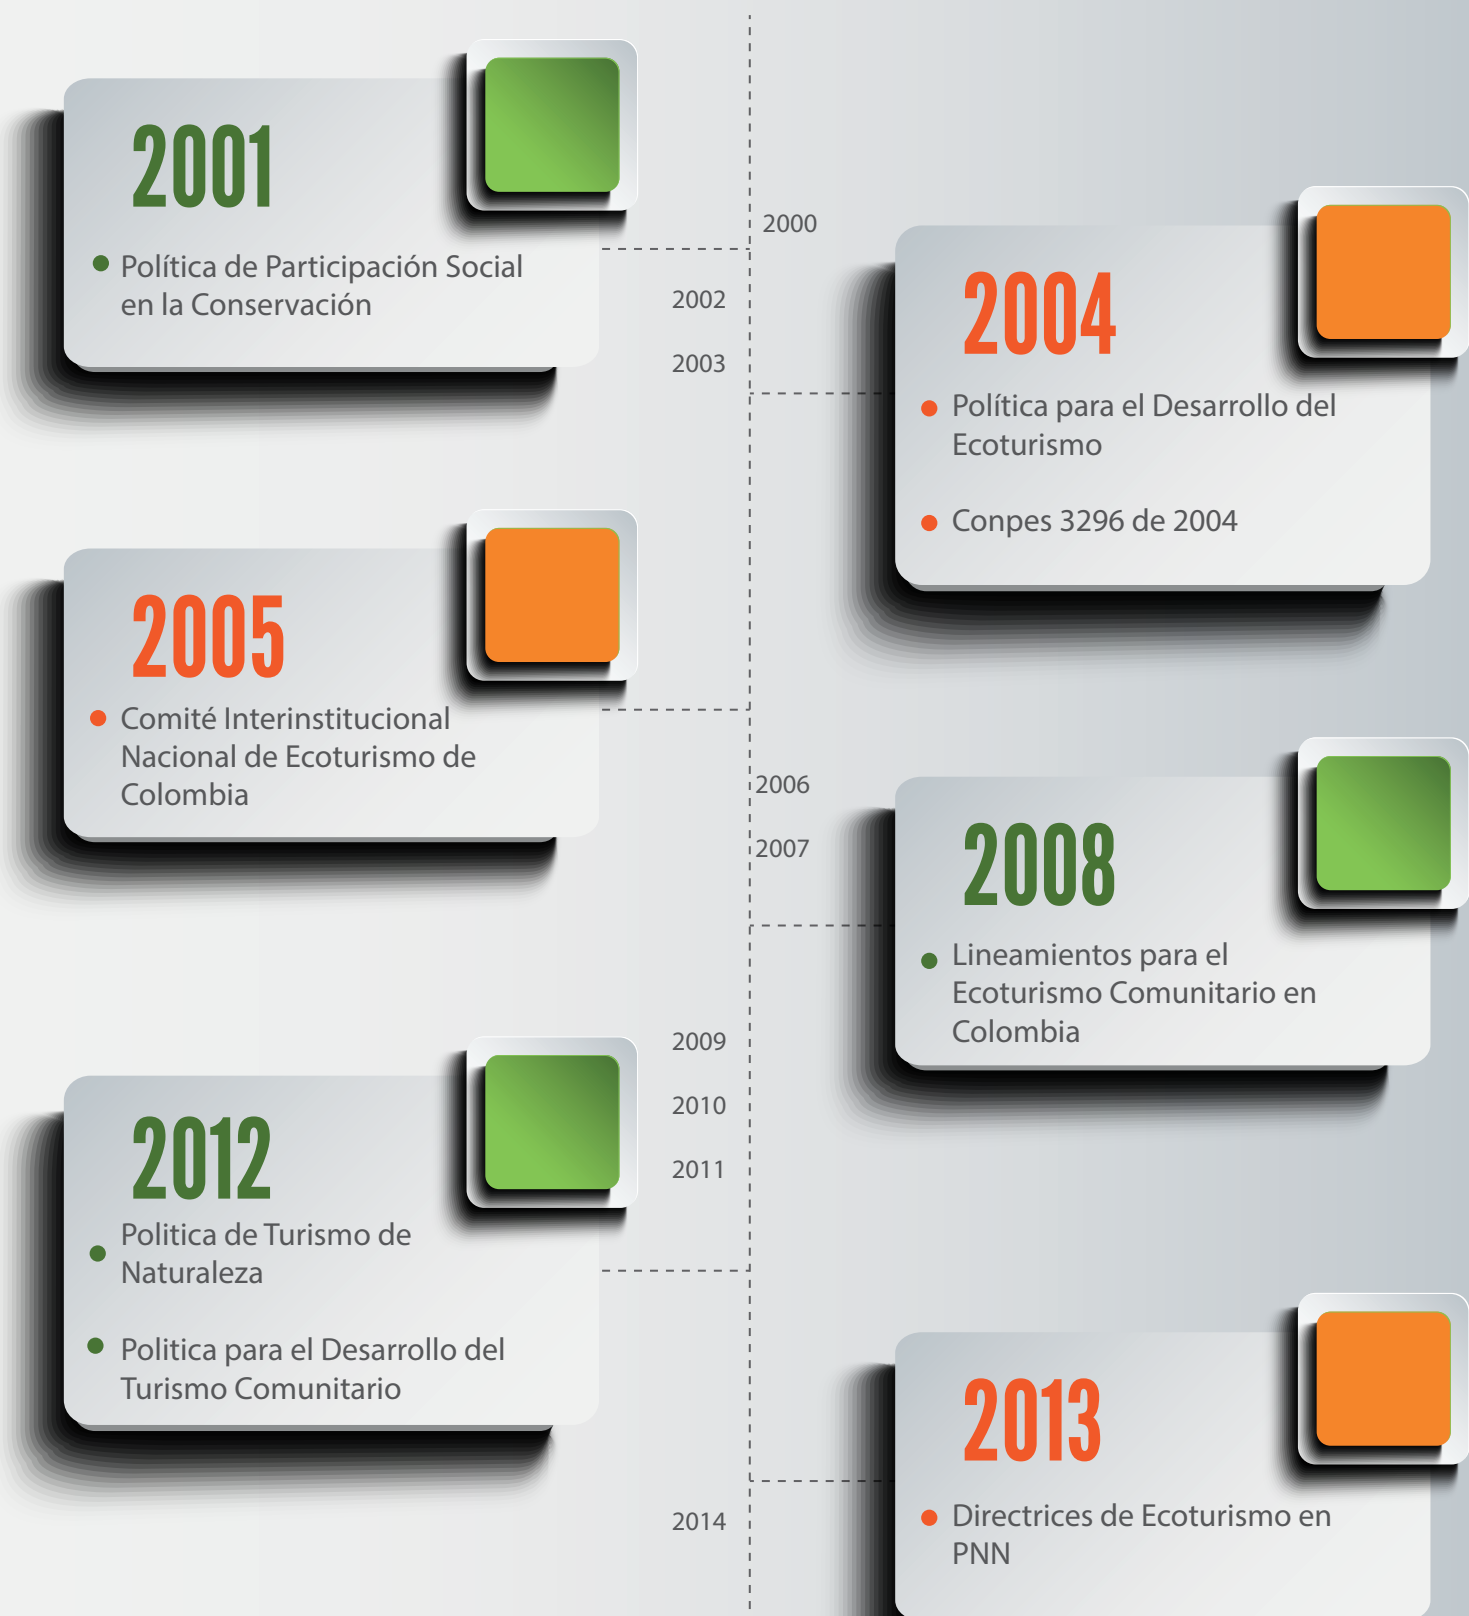 2001
Política de Participación Social
en la Conservación
2000
2002
2003
2004
Política para el Desarrollo del
Ecoturismo
Conpes 3296 de 2004
2005
Comité Interinstitucional
Nacional de Ecoturismo de
Colombia
2006
2007
2008
Lineamientos para el
Ecoturismo Comunitario en
Colombia
2009
2010
2011
2012
Politica de Turismo de
Naturaleza
Politica para el Desarrollo del
Turismo Comunitario
2013
Directrices de Ecoturismo en
PNN
2014